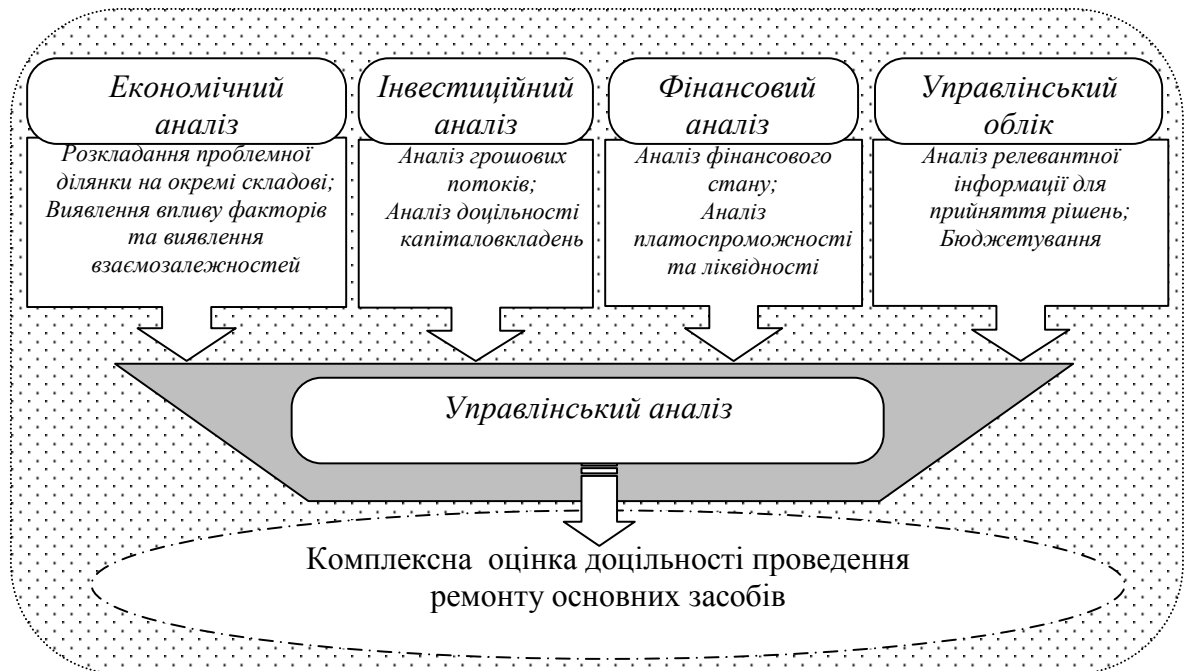 Економічний
аналіз
Розкладання проблемної
ділянки на окремі складові;
Виявлення впливу факторів
та виявлення
взаємозалежностей
Інвестиційний
аналіз
Аналіз грошових
потоків;
Аналіз доцільності
капіталовкладень
Фінансовий
аналіз
Аналіз фінансового
стану;
Аналіз
платоспроможності
та ліквідності
Управлінський
облік
Аналіз релевантної
інформації для
прийняття рішень;
Бюджетування
Управлінський аналіз
Комплексна оцінка доцільності проведення
ремонту основних засобів